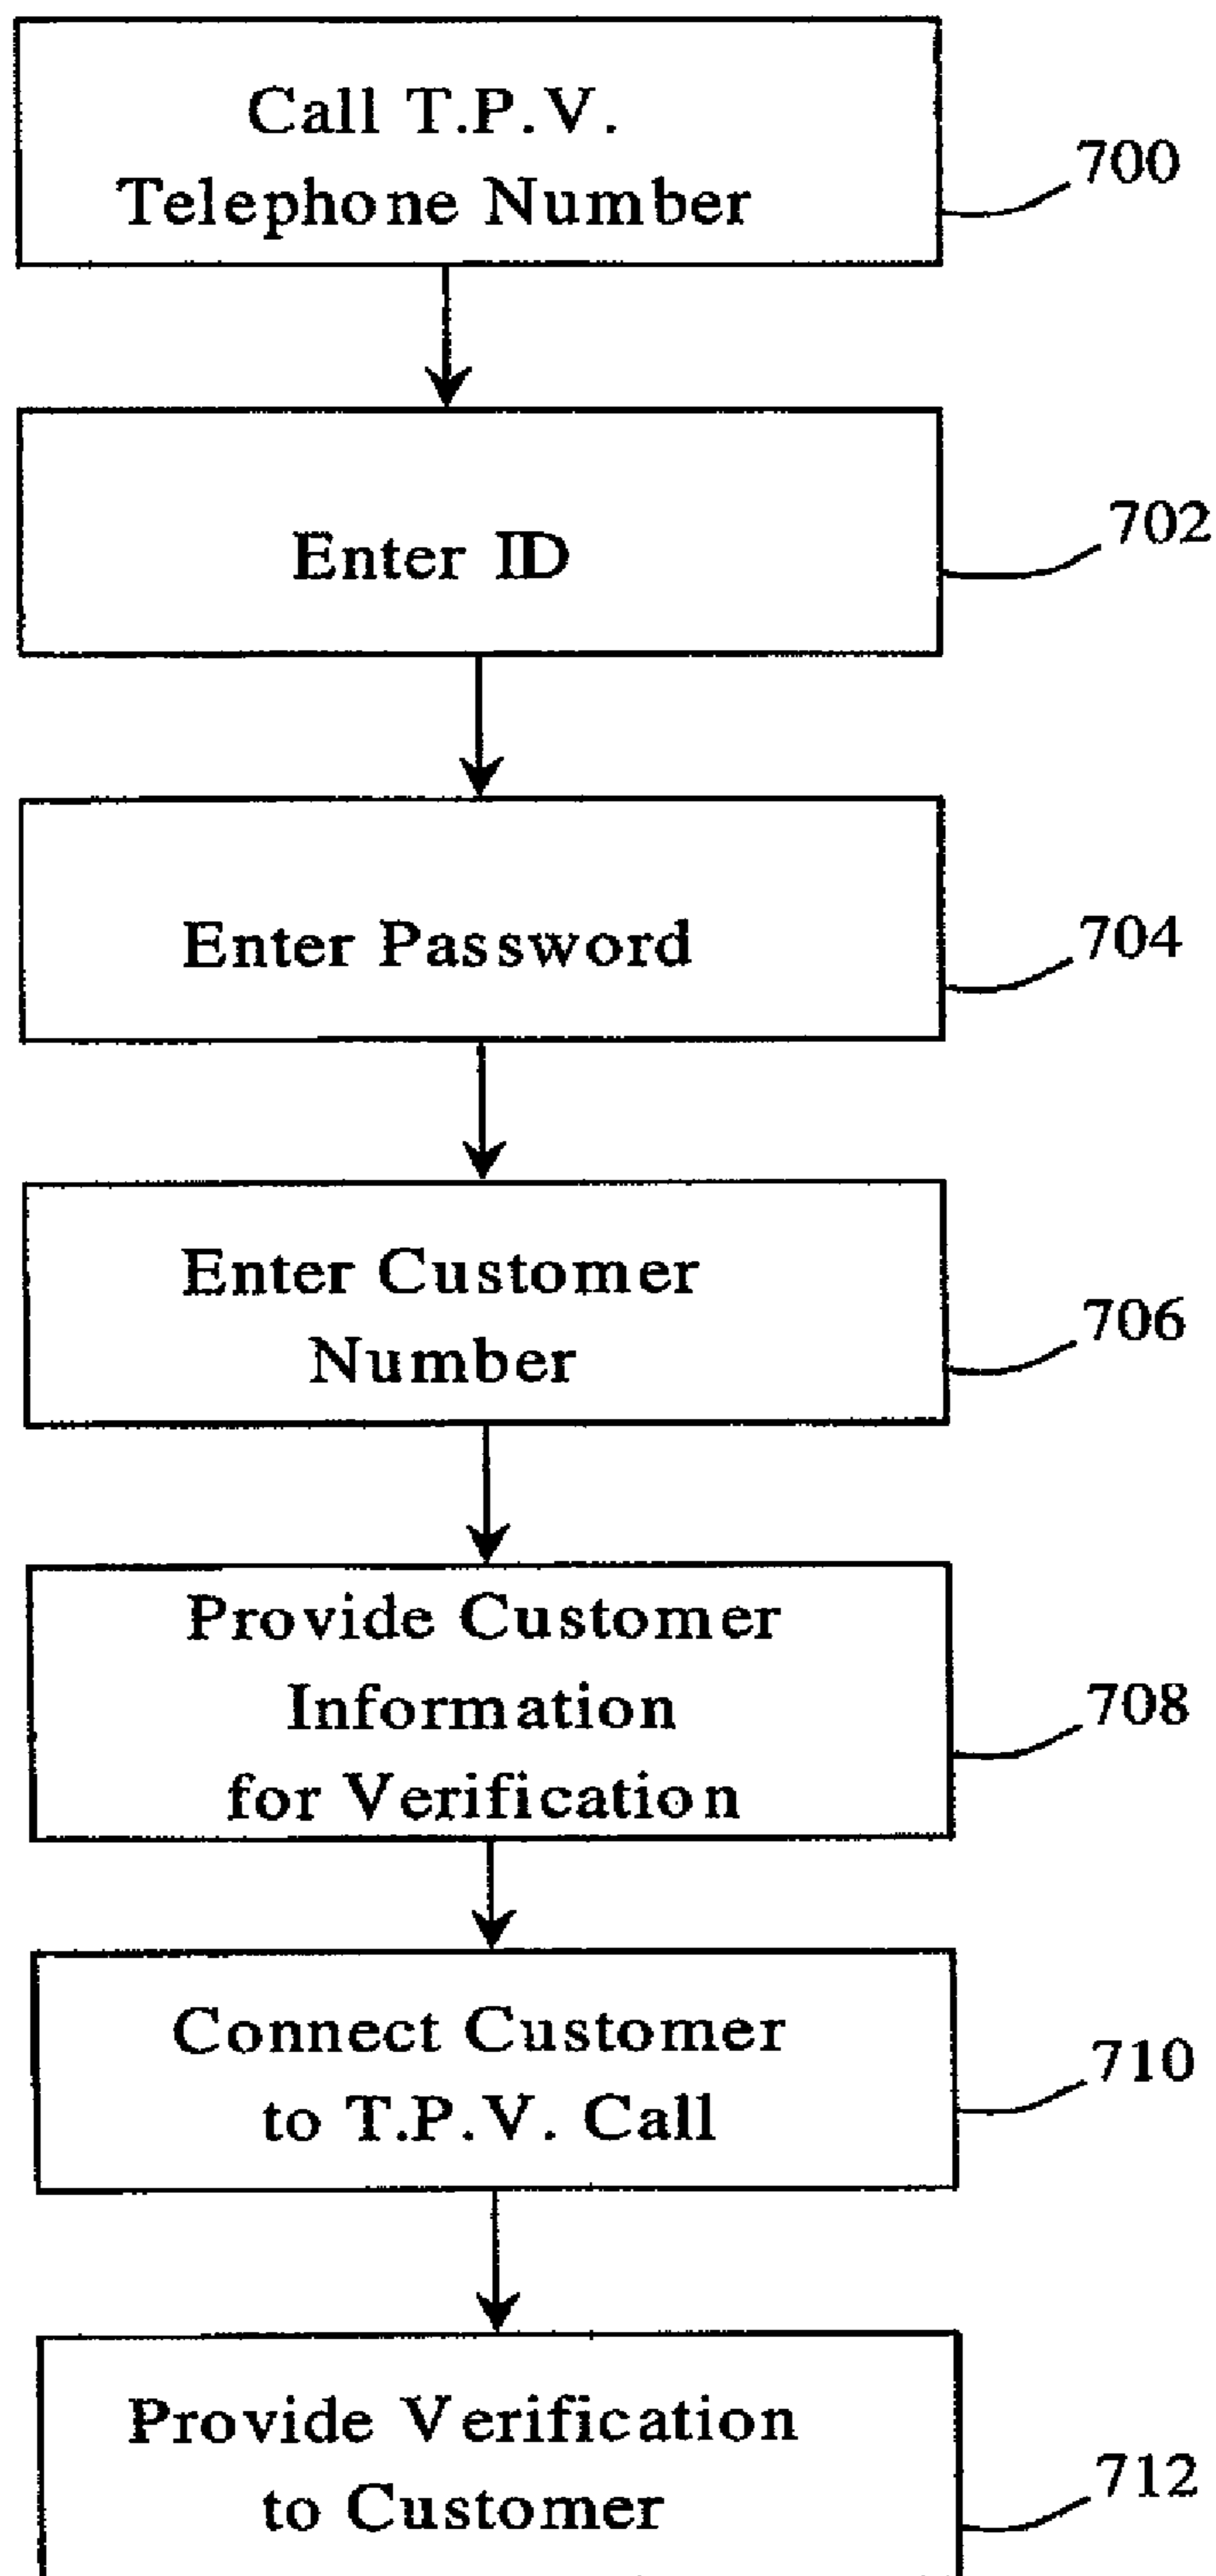 Call T.P.V.
Telephone Number
700
Enter ID
702
Enter Password
704
Enter Customer
Number
706
Provide Customer
Information
for Verification
708
Connect Customer
to T.P.V. Call
710
Provide Verification
to Customer
712